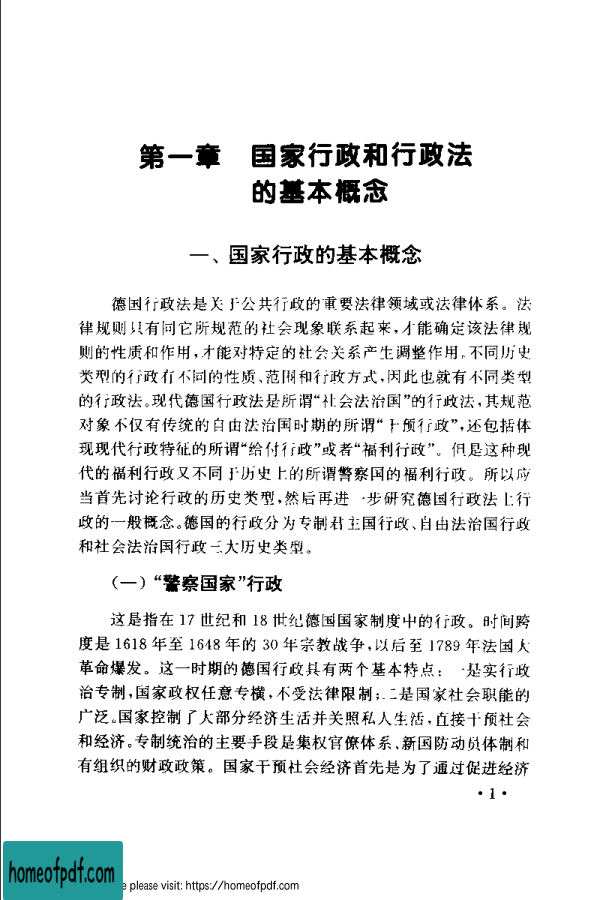 第一章 国家行政和行政法
的基本概念
一、国家行政的基本概念
德国行政法是关于公共行政的重要法律领域或法律体系。法
律规则只有同它所规范的社会现象联系起来，才能确定该法律规
则的性质和作用，才能对特定的社会关系产生调整作用。不同历史
类型的行政有不同的性质、范围和行政方式，因此也就有不同类型
的行政法。现代德国行政法是所谓“社会法治国”的行政法，其规范
对象不仅有传统的自由法治国时期的所谓“干预行政”，还包括体
现现代行政特征的所谓“给付行政”或者“福利行政”。但是这种现
代的福利行政又不同于历史上的所谓警察国的福利行政。所以应
当首先讨论行政的历史类型，然后再进一步研究德国行政法上行
政的一般概念。德国的行政分为专制君主国行政、自由法治国行政
和社会法治国行政三大历史类型。
（一）“警察国家”行政
这是指在 17 世纪和 18 世纪德国国家制度中的行政。时间跨
度是 1618 年至 1648 年的 30 年宗教战争，以后至 1789 年法国大
革命爆发。这一时期的德国行政具有两个基本特点：一是实行政
治专制，国家政权任意专横，不受法律限制；二是国家社会职能的
广泛。国家控制了大部分经济生活并关照私人生活，直接干预社会
和经济。专制统治的主要手段是集权官僚体系、新国防动员体制和
有组织的财政政策。国家干预社会经济首先是为了通过促进经济
·1·
homeofpdf.com
e please visit: https://homeofpdf.com